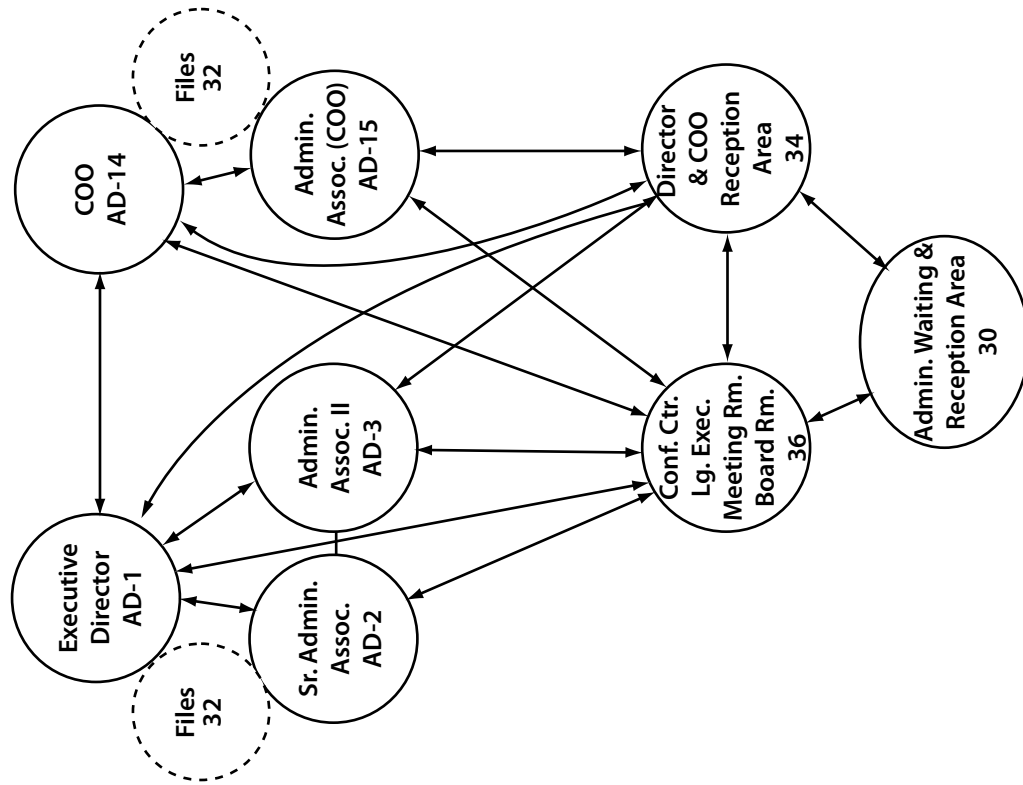 Executive
Director
AD-1
COO
AD-14
Files
32
Files
32
Sr. Admin.
Assoc.
AD-2
Admin.
Assoc. II
AD-3
Admin.
Assoc. (COO)
AD-15
Conf. Ctr.
Lg. Exec.
Meeting Rm.
Board Rm.
36
Director
& COO
Reception
Area
34
Admin. Waiting &
Reception Area
30